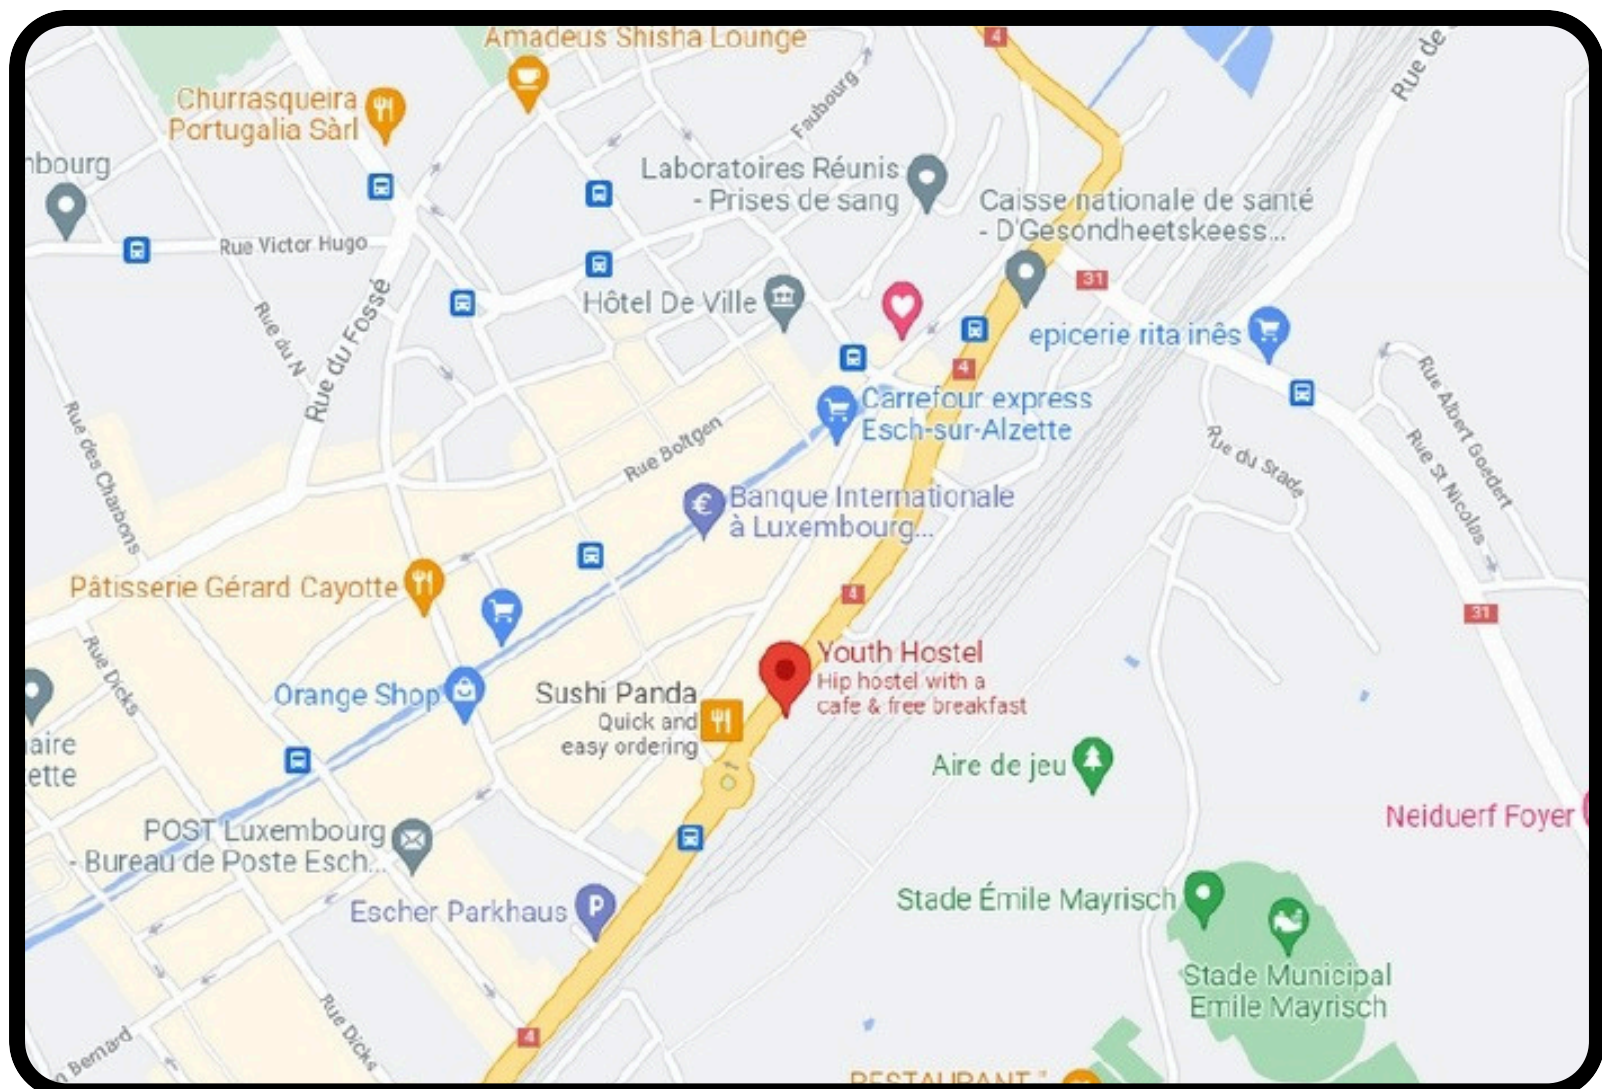 4
Amadeus Shisha Lounge
Rue de
Churrasqueira
Portugalia Sàrl
Faubourg
nbourg
Laboratoires Réunis
- Prises de sang
Caisse nationale de santé
- D'Gesondheetskeess...
Rue Victor Hugo
31
Hôtel De Ville
Rue du Fossé
Rue du N
epicerie rita inês
4
Rue Albert Goedert
Carrefour express
Esch-sur-Alzette
Rue des Charbons
Rue Boltgen
Rue du Stade
Rue St Nicolas
€
Banque Internationale
à Luxembourg...
Pâtisserie Gérard Cayotte
4
31
Youth Hostel
Hip hostel with a
cafe & free breakfast
Rue Dicks
Orange Shop
Sushi Panda
Quick and
easy ordering
aire
ette
Aire de jeu
Neiduerf Foyer
POST Luxembourg
- Bureau de Poste Esch...
Stade Émile Mayrisch
Escher Parkhaus
P
Stade Municipal
Emile Mayrisch
Rue Dicks
4
Bernard
RESTAURANT "